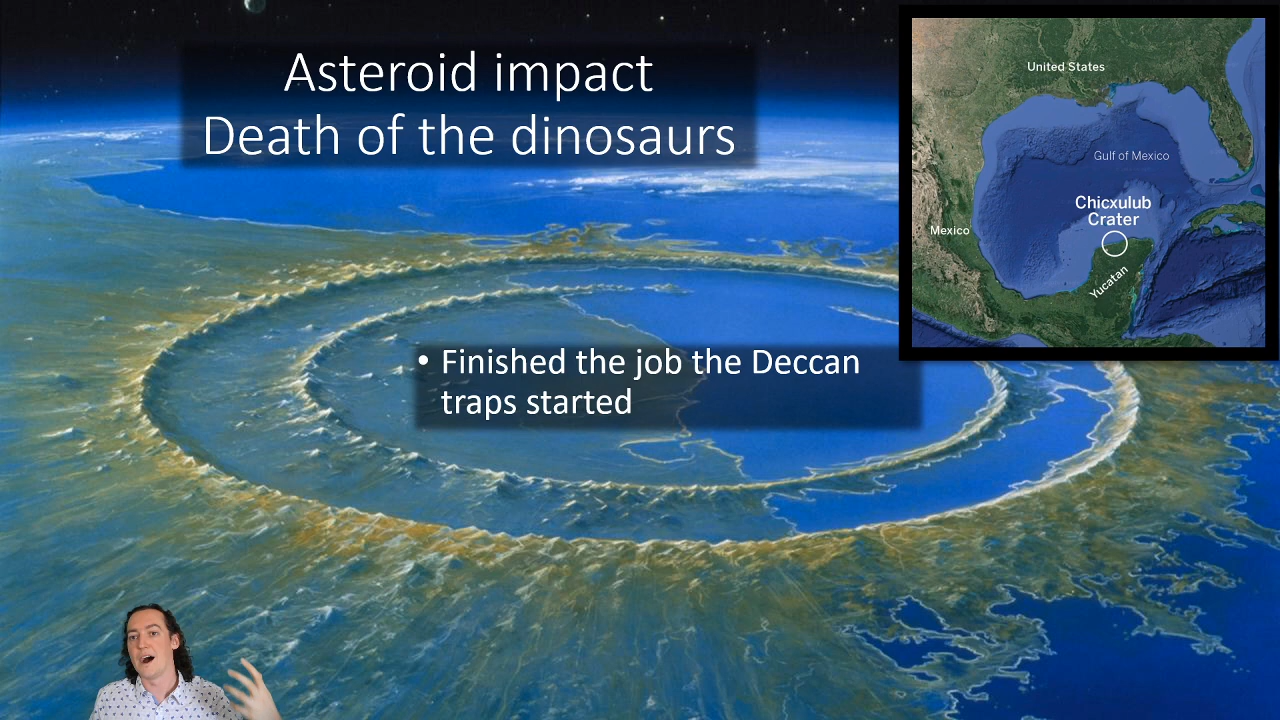 Asteroid impact
Death of the dinosaurs
• Finished the job the Deccan
traps started
United States
Gulf of Mexico
Chicxulub
Crater
Mexico
Yucatan